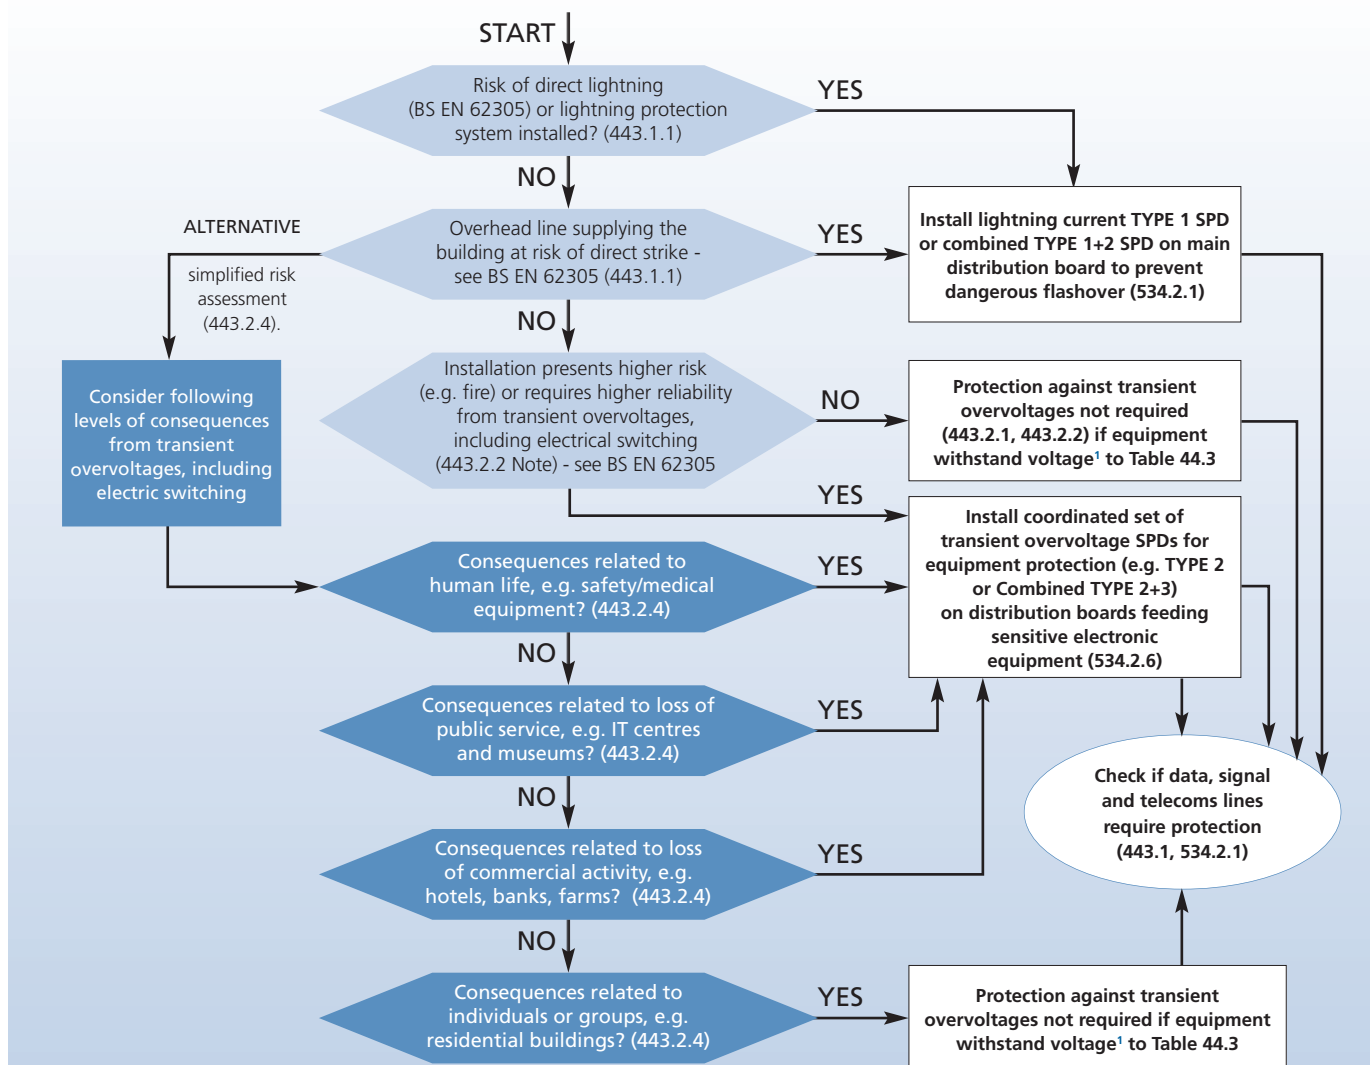 START
Risk of direct lightning
(BS EN 62305) or lightning protection
system installed? (443.1.1)
YES
NO
ALTERNATIVE
simplified risk
assessment
(443.2.4).
Overhead line supplying the
building at risk of direct strike -
see BS EN 62305 (443.1.1)
YES
Install lightning current TYPE 1 SPD
or combined TYPE 1+2 SPD on main
distribution board to prevent
dangerous flashover (534.2.1)
NO
Consider following
levels of consequences
from transient
overvoltages, including
electric switching
Installation presents higher risk
(e.g. fire) or requires higher reliability
from transient overvoltages,
including electrical switching
(443.2.2 Note) - see BS EN 62305
NO
Protection against transient
overvoltages not required
(443.2.1, 443.2.2) if equipment
withstand voltage¹ to Table 44.3
YES
Install coordinated set of
transient overvoltage SPDs for
equipment protection (e.g. TYPE 2
or Combined TYPE 2+3)
on distribution boards feeding
sensitive electronic
equipment (534.2.6)
Consequences related to
human life, e.g. safety/medical
equipment? (443.2.4)
YES
NO
Consequences related to loss of
public service, e.g. IT centres
and museums? (443.2.4)
YES
NO
Check if data, signal
and telecoms lines
require protection
(443.1, 534.2.1)
Consequences related to loss
of commercial activity, e.g.
hotels, banks, farms? (443.2.4)
YES
NO
Consequences related to
individuals or groups, e.g.
residential buildings? (443.2.4)
YES
Protection against transient
overvoltages not required if equipment
withstand voltage¹ to Table 44.3